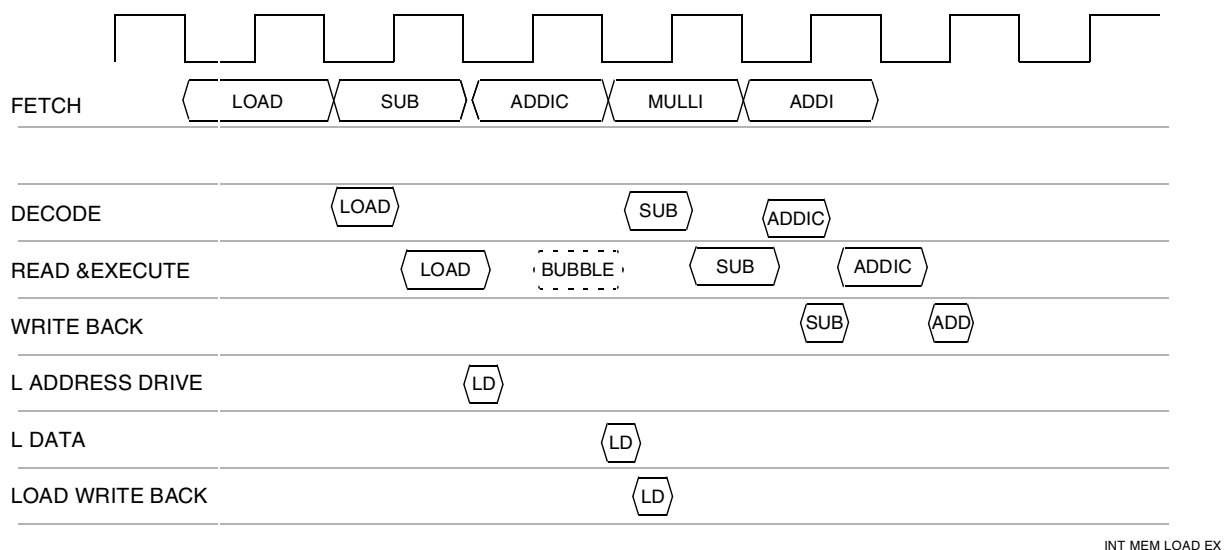 FETCH LOAD SUB ADDIC MULLI ADDI
DECODE LOAD SUB ADDIC
READ &EXECUTE LOAD BUBBLE SUB ADDIC
WRITE BACK SUB ADD
L ADDRESS DRIVE LD
L DATA LD
LOAD WRITE BACK LD
INT MEM LOAD EX